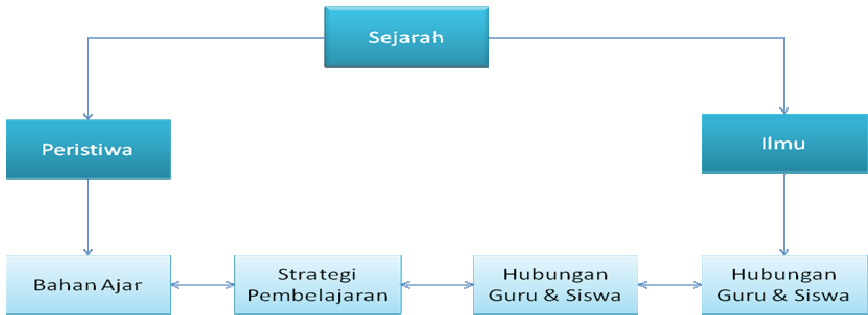 Sejarah
Peristiwa
Ilmu
Bahan Ajar
Strategi
Pembelajaran
Hubungan
Guru & Siswa
Hubungan
Guru & Siswa